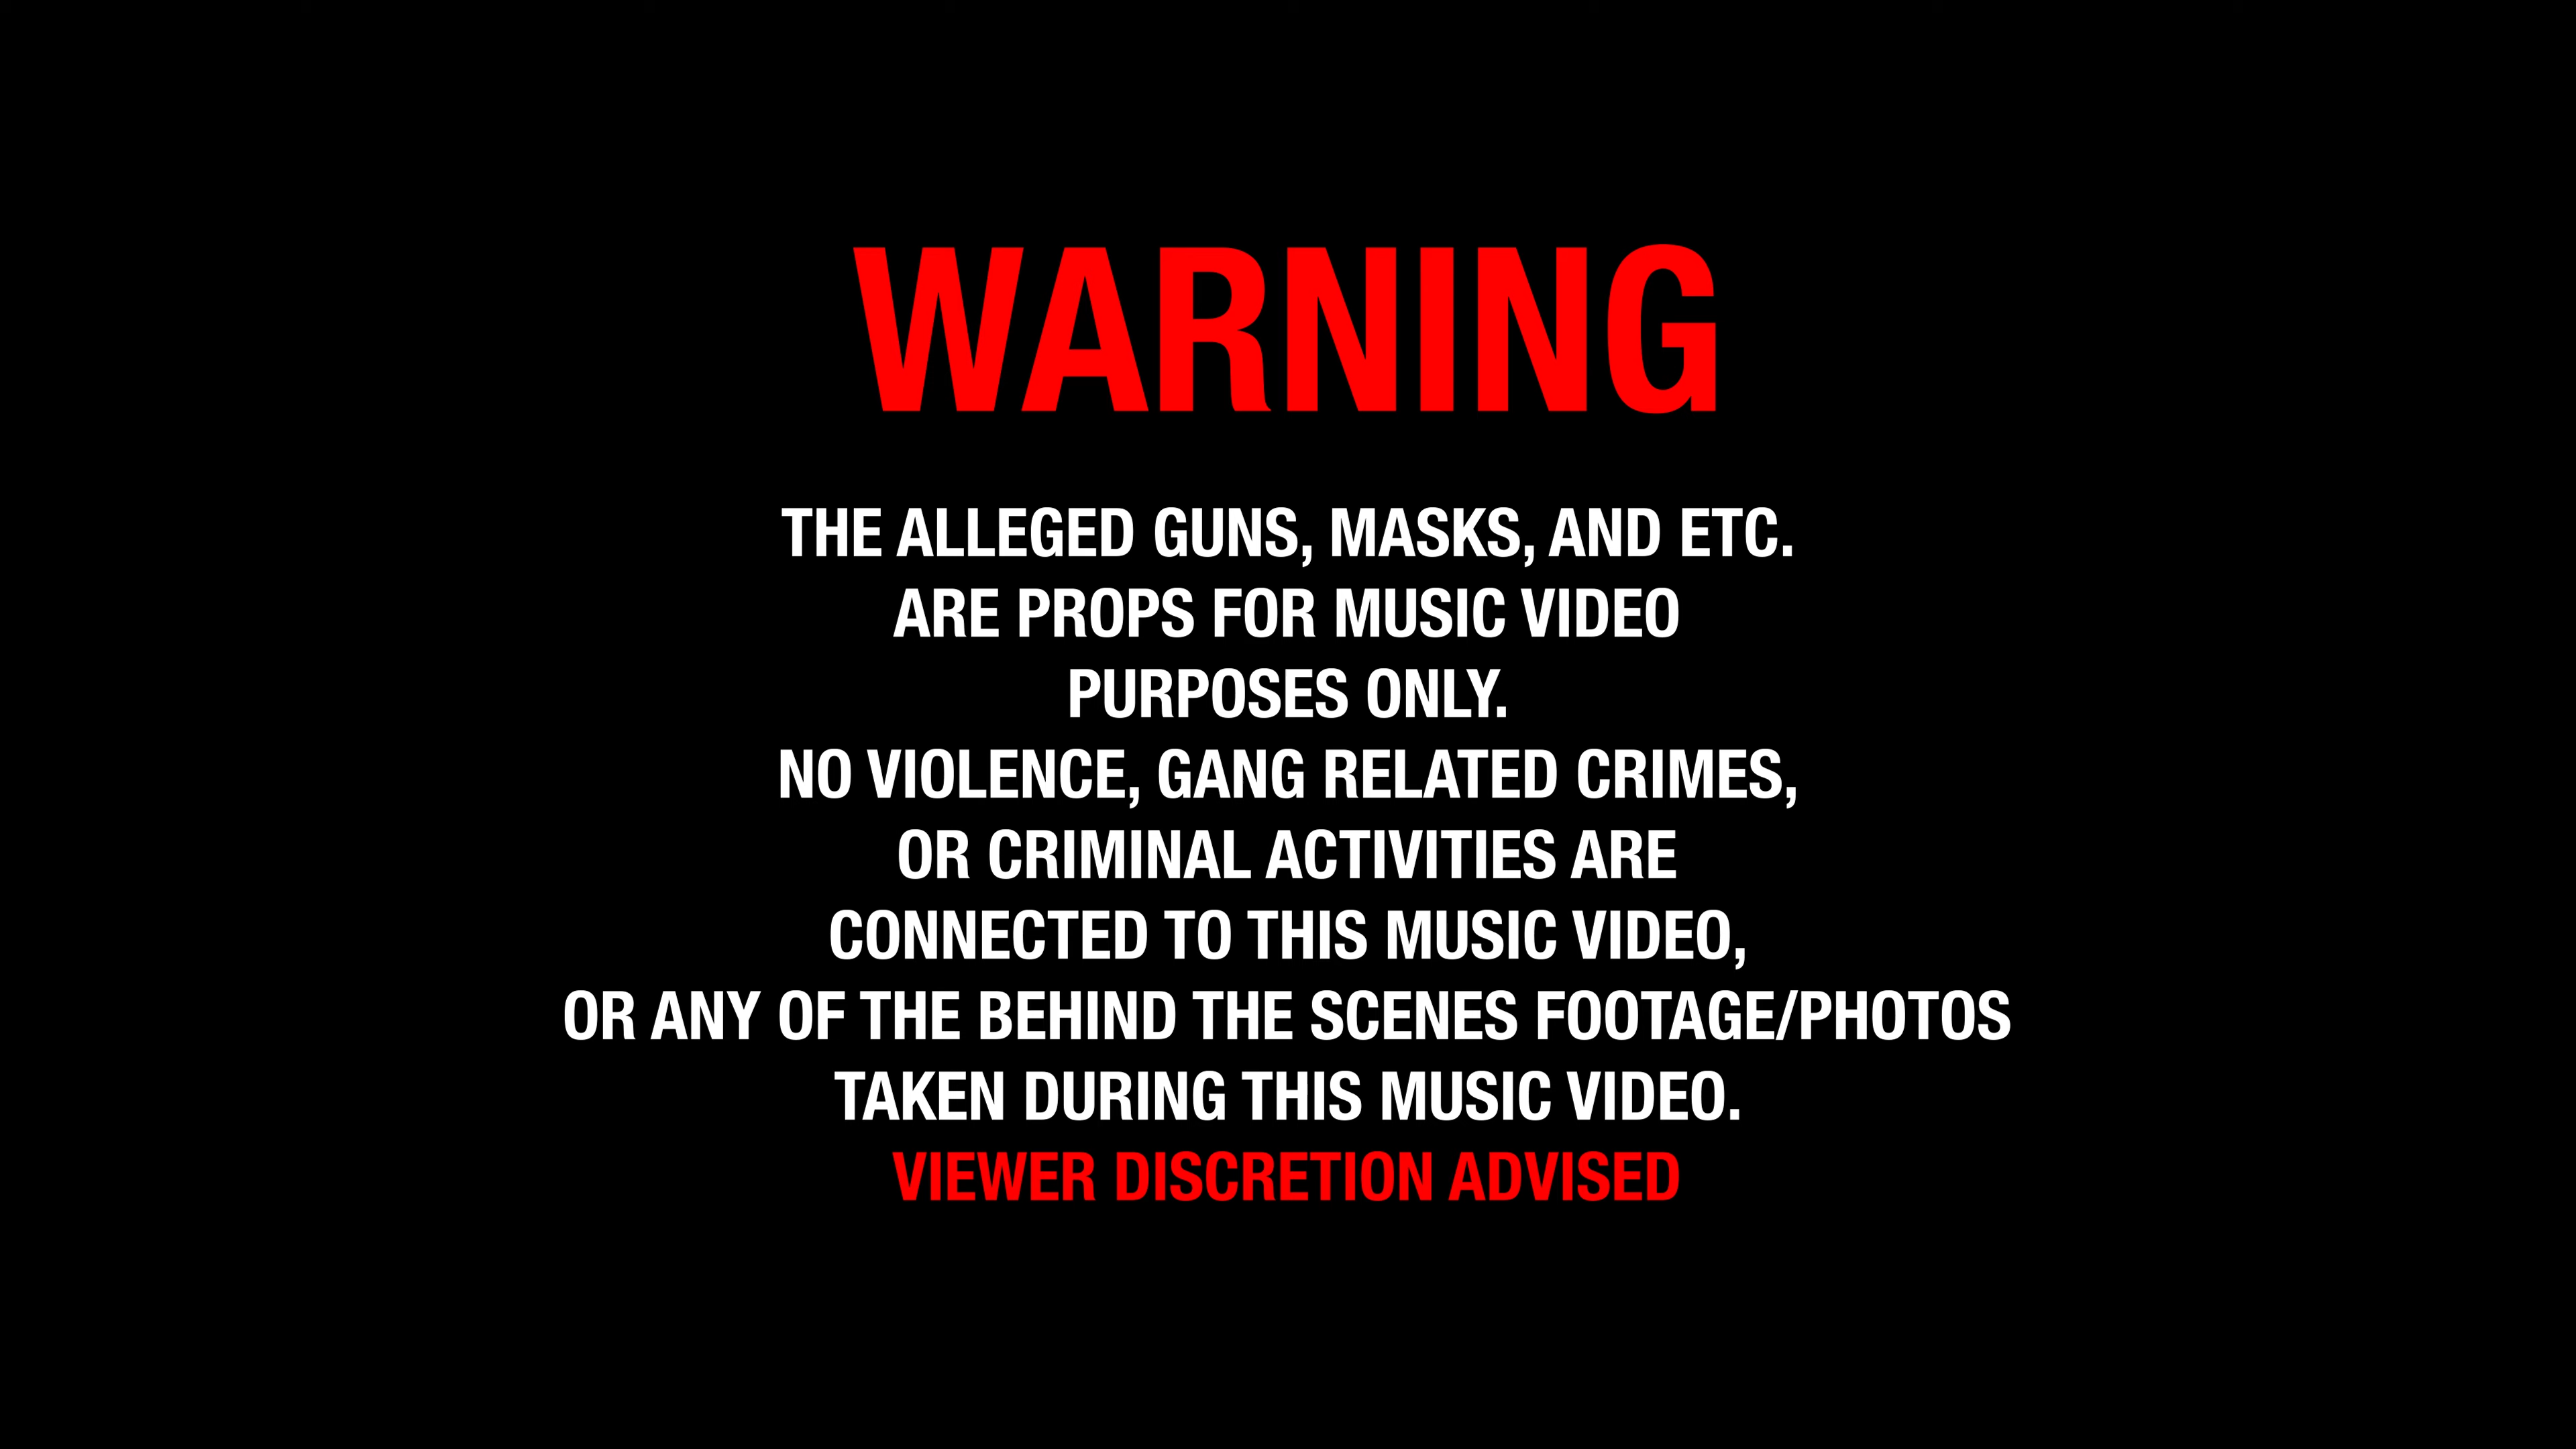 WARNING
THE ALLEGED GUNS, MASKS, AND ETC.
ARE PROPS FOR MUSIC VIDEO
PURPOSES ONLY.
NO VIOLENCE, GANG RELATED CRIMES,
OR CRIMINAL ACTIVITIES ARE
CONNECTED TO THIS MUSIC VIDEO,
OR ANY OF THE BEHIND THE SCENES FOOTAGE/PHOTOS
TAKEN DURING THIS MUSIC VIDEO.
VIEWER DISCRETION ADVISED